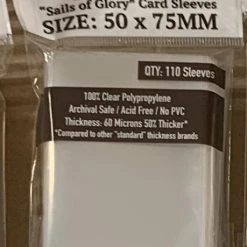 "Sails of Glory" Card Sleeves
SIZE: 50 x 75MM
QTY: 110 Sleeves
100% Clear Polypropylene
Archival Safe / Acid Free / No PVC
Thickness: 60 Microns 50% Thicker*
*Compared to other "standard" thickness brands